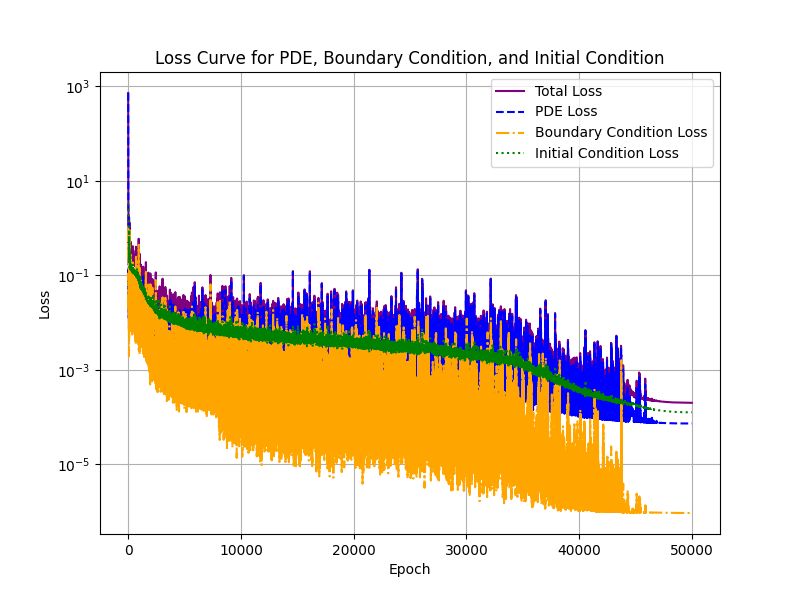 Loss Curve for PDE, Boundary Condition, and Initial Condition
Total Loss
PDE Loss
Boundary Condition Loss
Initial Condition Loss
Loss
10³
10¹
10⁻¹
10⁻³
10⁻⁵
0 10000 20000 30000 40000 50000
Epoch